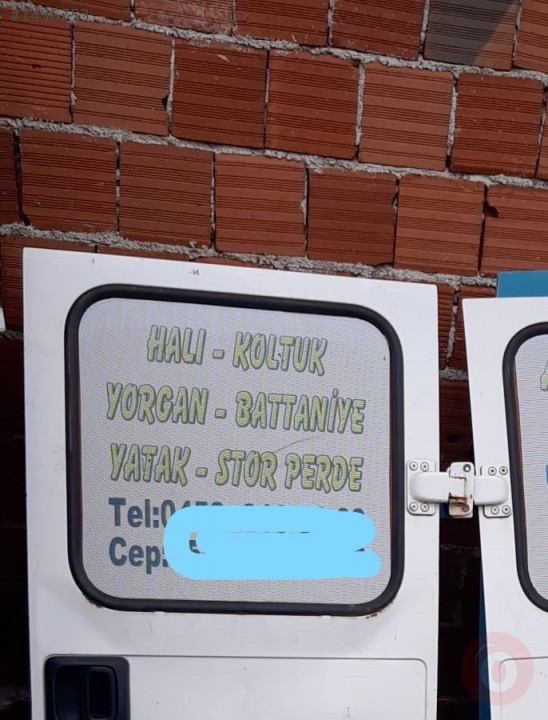 HALI - KOLTUK
YORGAN - BATTANİYE
YATAK - STOR PERDE
Tel:
Cep: